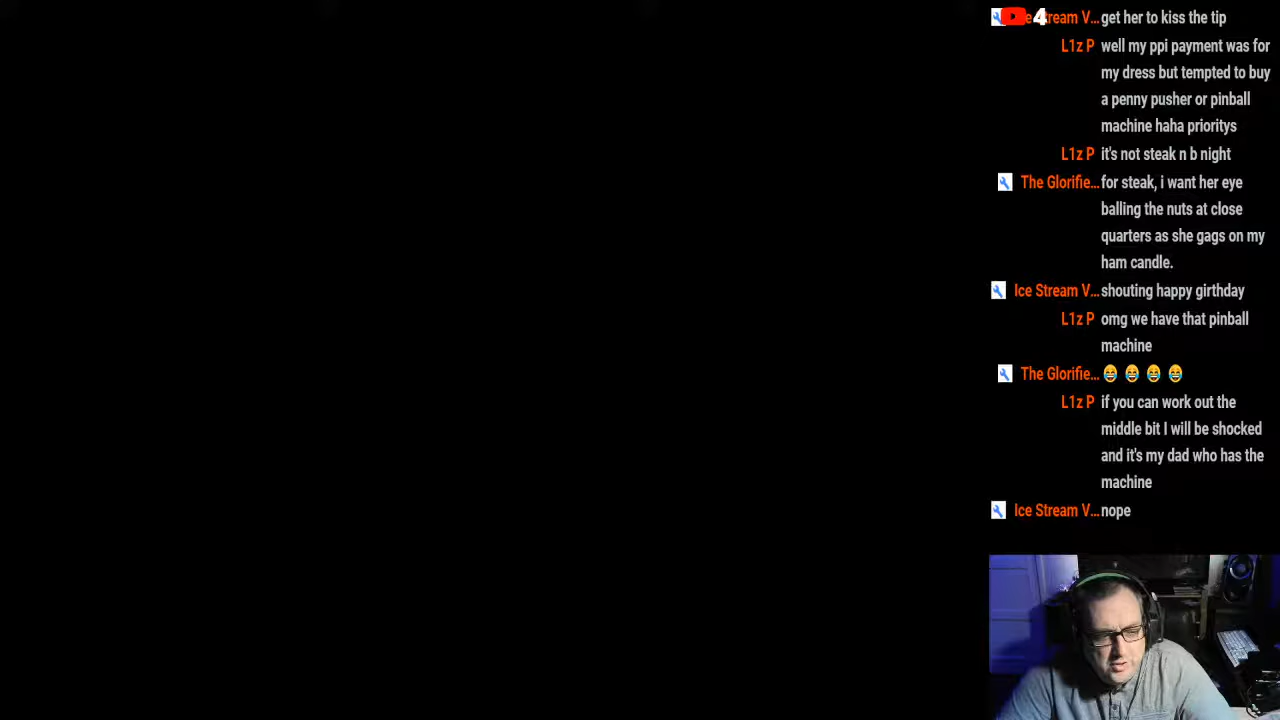 4
Stream V... get her to kiss the tip
L1z P well my ppi payment was for
my dress but tempted to buy
a penny pusher or pinball
machine haha prioritys
L1z P it's not steak n b night
The Glorifie... for steak, i want her eye
balling the nuts at close
quarters as she gags on my
ham candle.
Ice Stream V... shouting happy girthday
L1z P omg we have that pinball
machine
The Glorifie... 😂 😂 😂 😂
L1z P if you can work out the
middle bit I will be shocked
and it's my dad who has the
machine
Ice Stream V... nope